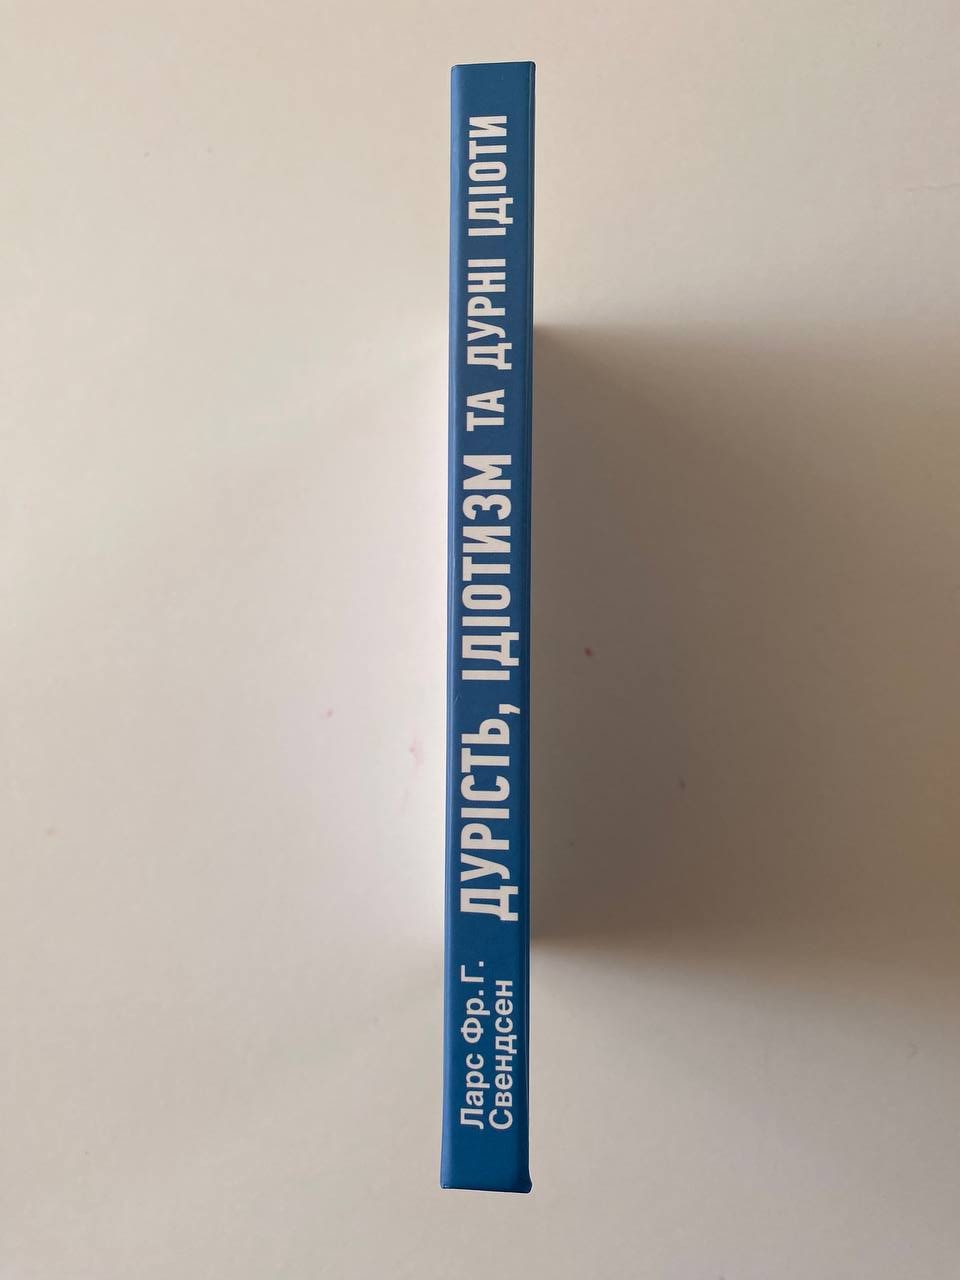 Ларс Фр. Г.
Свендсен
ДУРІСТЬ, ІДІОТИЗМ ТА ДУРНІ ІДІОТИ